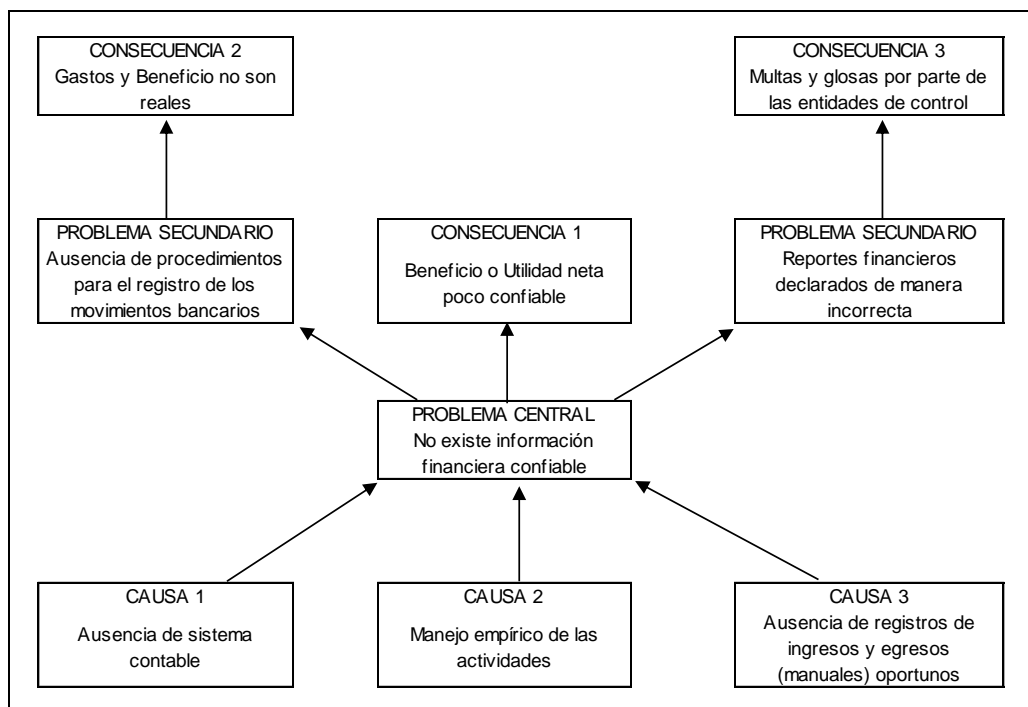 CONSECUENCIA 2
Gastos y Beneficio no son
reales
CONSECUENCIA 3
Multas y glosas por parte de
las entidades de control
PROBLEMA SECUNDARIO
Ausencia de procedimientos
para el registro de los
movimientos bancarios
CONSECUENCIA 1
Beneficio o Utilidad neta
poco confiable
PROBLEMA SECUNDARIO
Reportes financieros
declarados de manera
incorrecta
PROBLEMA CENTRAL
No existe información
financiera confiable
CAUSA 1
Ausencia de sistema
contable
CAUSA 2
Manejo empírico de las
actividades
CAUSA 3
Ausencia de registros de
ingresos y egresos
(manuales) oportunos